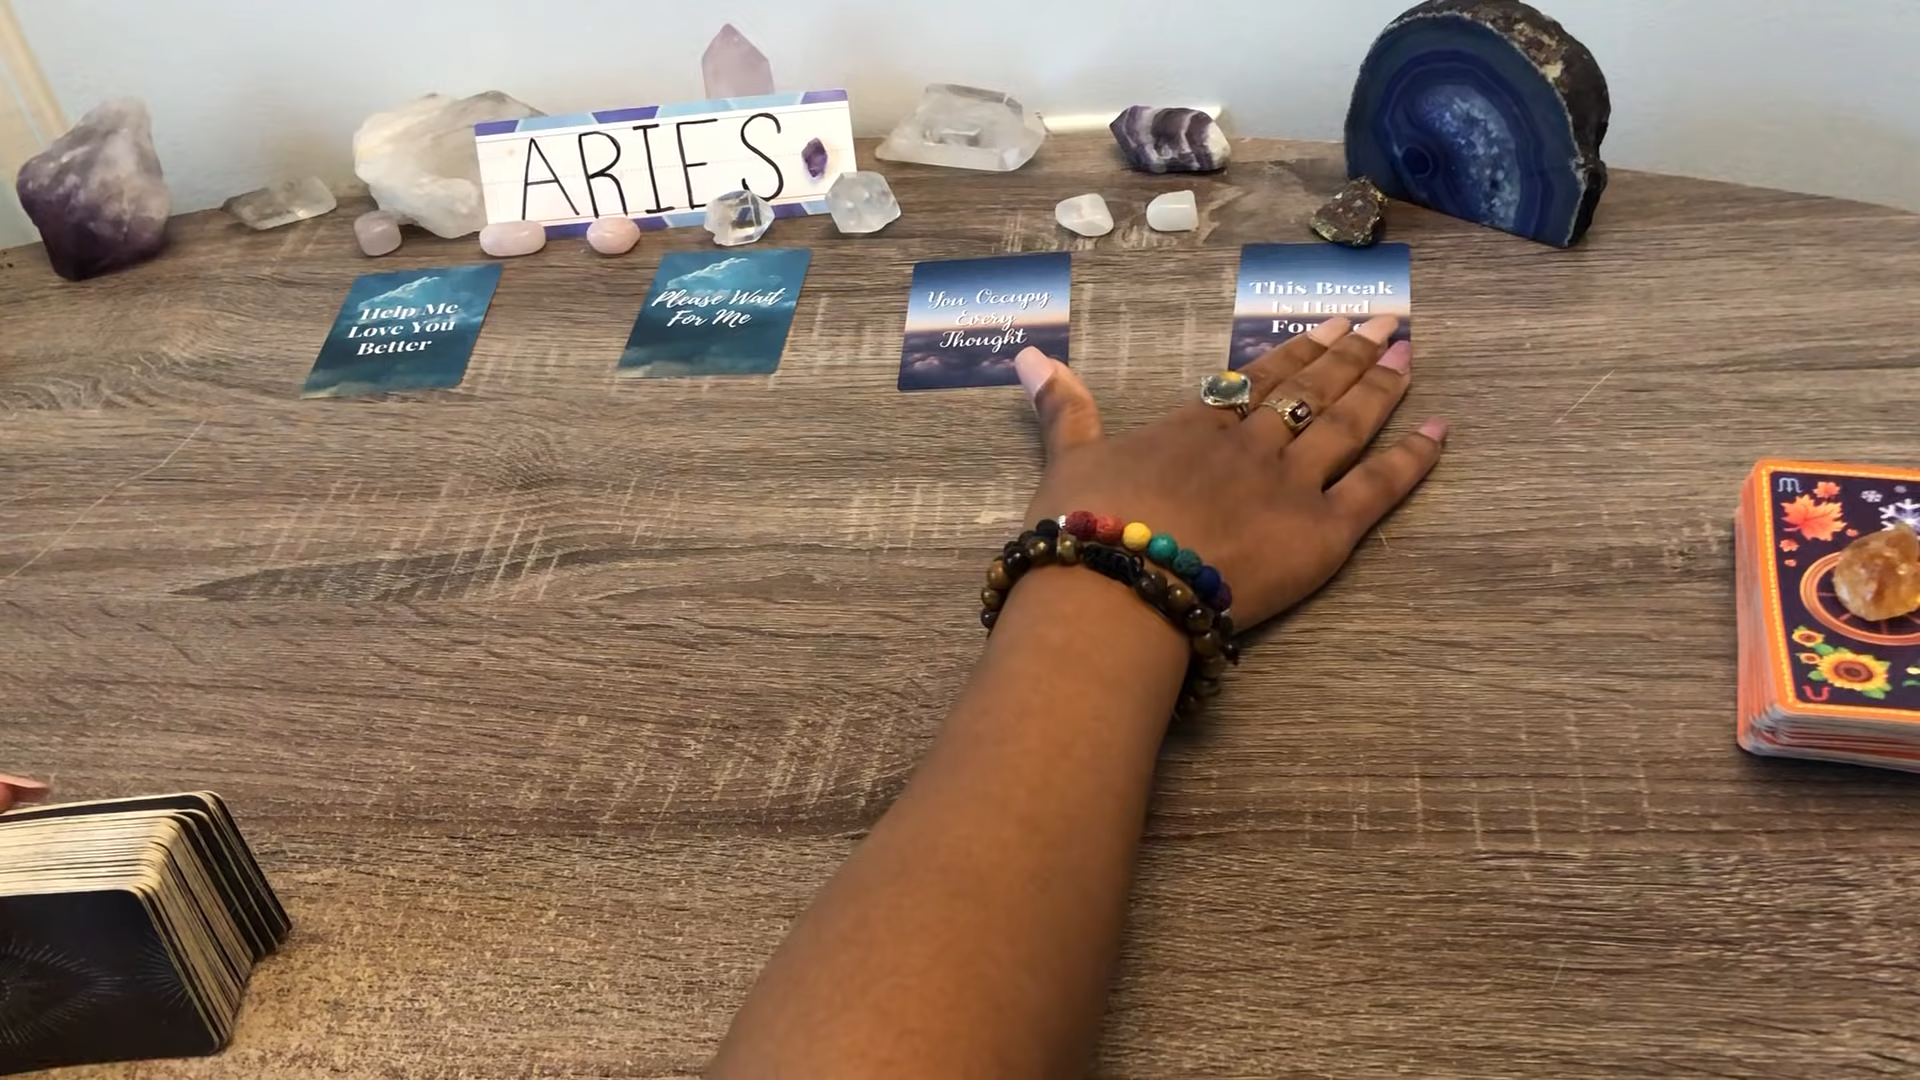 ARIES
Help Me
Love You
Better
Please Wait
For Me
You Occupy
Every
Thought
This Break
Is Hard